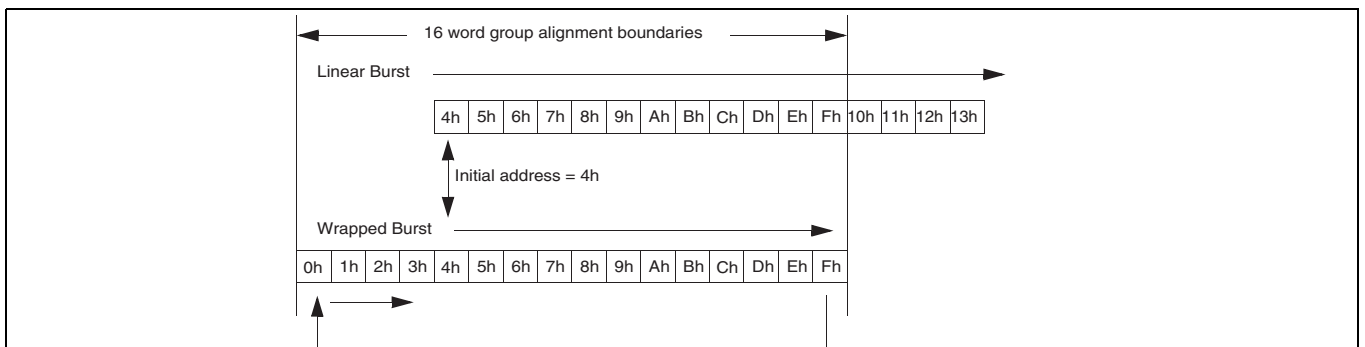 16 word group alignment boundaries
Linear Burst
4h 5h 6h 7h 8h 9h Ah Bh Ch Dh Eh Fh 10h 11h 12h 13h
Initial address = 4h
Wrapped Burst
0h 1h 2h 3h 4h 5h 6h 7h 8h 9h Ah Bh Ch Dh Eh Fh